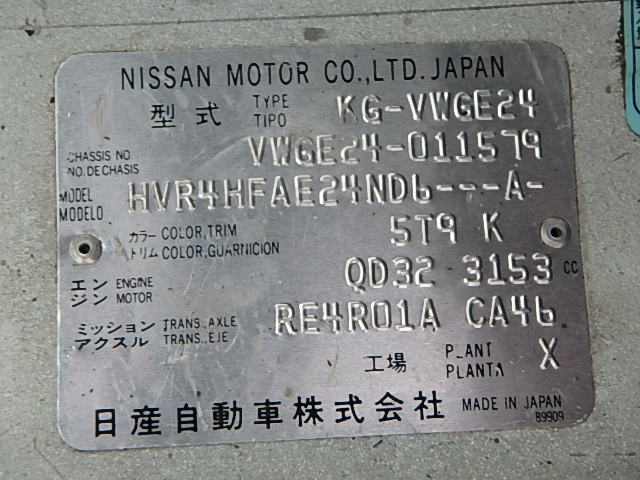 NISSAN MOTOR CO.,LTD. JAPAN
型式 TYPE TIPO KG-VWGE24
CHASSIS NO. NO. DE CHASIS VWGE24-011579
MODEL MODELO HVR4HFAE24ND6---A-
カラー COLOR,TRIM トリム COLOR, GUARNICION 5T9 K
エンジン ENGINE MOTOR QD32 3153 CC
ミッション TRANS.,AXLE アクスル TRANS.,EJE RE4R01A CA46
工場 PLANT PLANTA X
日産自動車株式会社 MADE IN JAPAN
89909